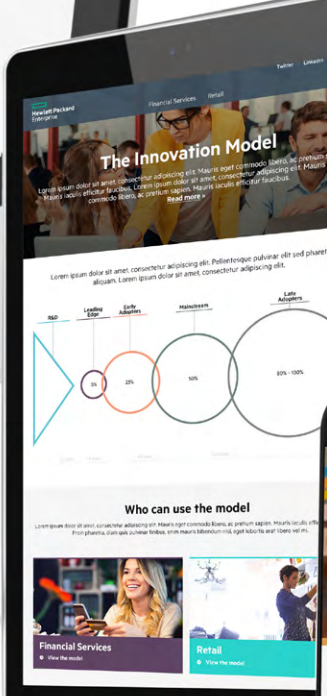 Twitter LinkedIn
Hewlett Packard
Enterprise
Financial Services Retail
The Innovation Model
Lorem ipsum dolor sit amet, consectetur adipiscing elit. Mauris eget commodo libero, ac pretium
Mauris iaculis efficitur faucibus. Lorem ipsum dolor sit amet, consectetur adipiscing elit. Mauris
commodo libero, ac pretium sapien. Mauris iaculis efficitur faucibus.
Read more »
Lorem ipsum dolor sit amet, consectetur adipiscing elit. Pellentesque pulvinar elit sed
aliquam. Lorem ipsum dolor sit amet, consectetur adipiscing elit.
R&D
Leading
Edge
Early
Adopters
Mainstream
Late
Adopters
5%
25%
50%
80% - 100%
Who can use the model
Lorem ipsum dolor sit amet, consectetur adipiscing elit. Mauris eget commodo libero, ac pretium sapien. Mauris iaculis
Proin pharetra, diam quis pulvinar finibus, enim mauris bibendum nisl, eget lobortis erat libero vel mi.
Financial Services
View the model
Retail
View the model